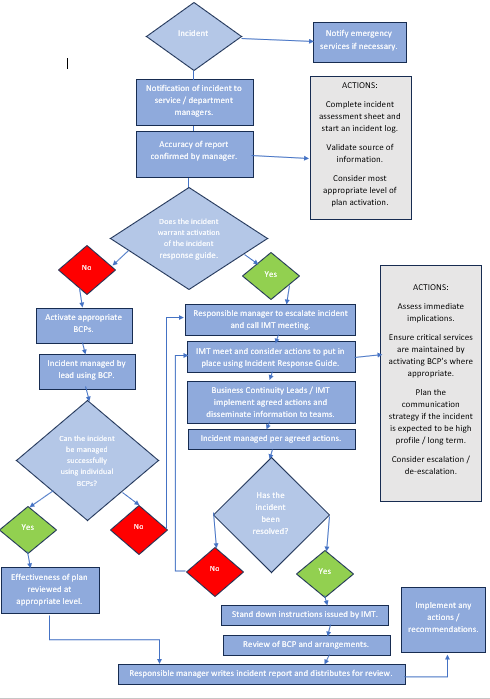 Incident
Notify emergency
services if necessary.
Notification of incident to
service / department
managers.
Accuracy of report
confirmed by manager.
ACTIONS:
Complete incident
assessment sheet and
start an incident log.
Validate source of
information.
Consider most
appropriate level of
plan activation.
Does the incident
warrant activation
of the incident
response guide.
No
Yes
Activate appropriate
BCPs.
Incident managed by
lead using BCP.
Can the incident
be managed
successfully
using individual
BCPs?
Yes
No
Effectiveness of plan
reviewed at
appropriate level.
Responsible manager to escalate incident
and call IMT meeting.
IMT meet and consider actions to put in
place using Incident Response Guide.
Business Continuity Leads / IMT
implement agreed actions and
disseminate information to teams.
Incident managed per agreed actions.
ACTIONS:
Assess immediate
implications.
Ensure critical services
are maintained by
activating BCP's where
appropriate.
Plan the
communication
strategy if the incident
is expected to be high
profile / long term.
Consider escalation /
de-escalation.
Has the
incident
been
resolved?
No
Yes
Stand down instructions issued by IMT.
Review of BCP and arrangements.
Responsible manager writes incident report and distributes for review.
Implement any
actions /
recommendations.